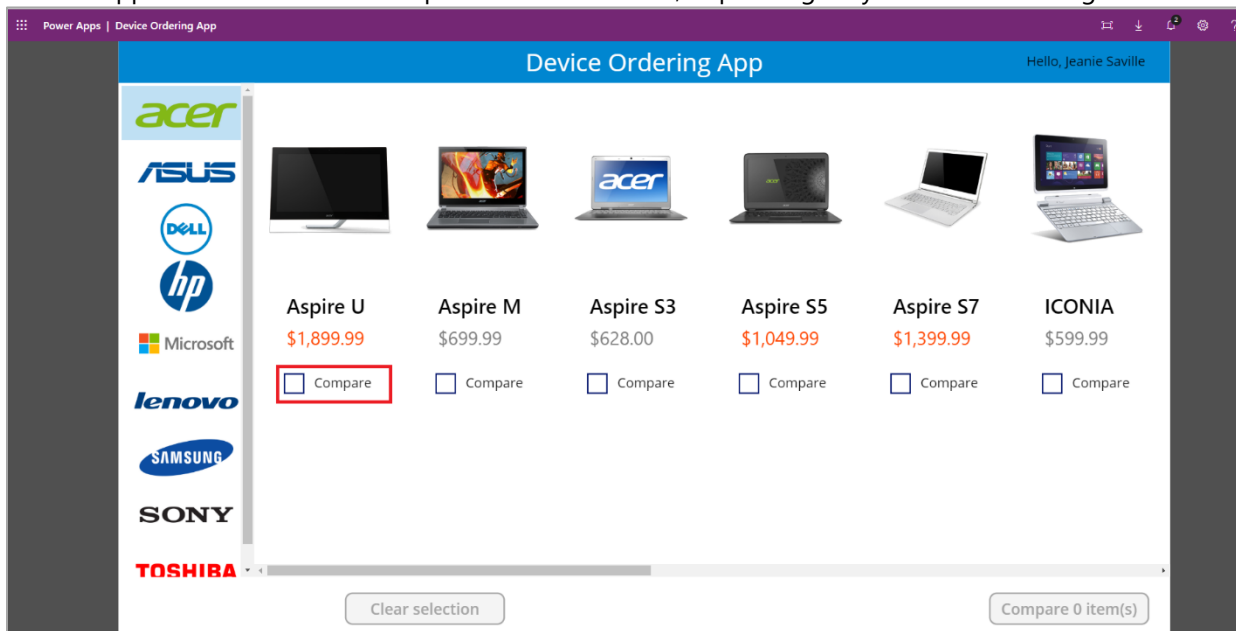 Power Apps | Device Ordering App
2
?
Device Ordering App
Hello, Jeanie Saville
acer
ASUS
DELL
hp
Microsoft
lenovo
SAMSUNG
SONY
TOSHIBA
acer
acer
Aspire U
Aspire M
Aspire S3
Aspire S5
Aspire S7
ICONIA
$1,899.99
$699.99
$628.00
$1,049.99
$1,399.99
$599.99
Compare
Compare
Compare
Compare
Compare
Compare
Clear selection
Compare 0 item(s)